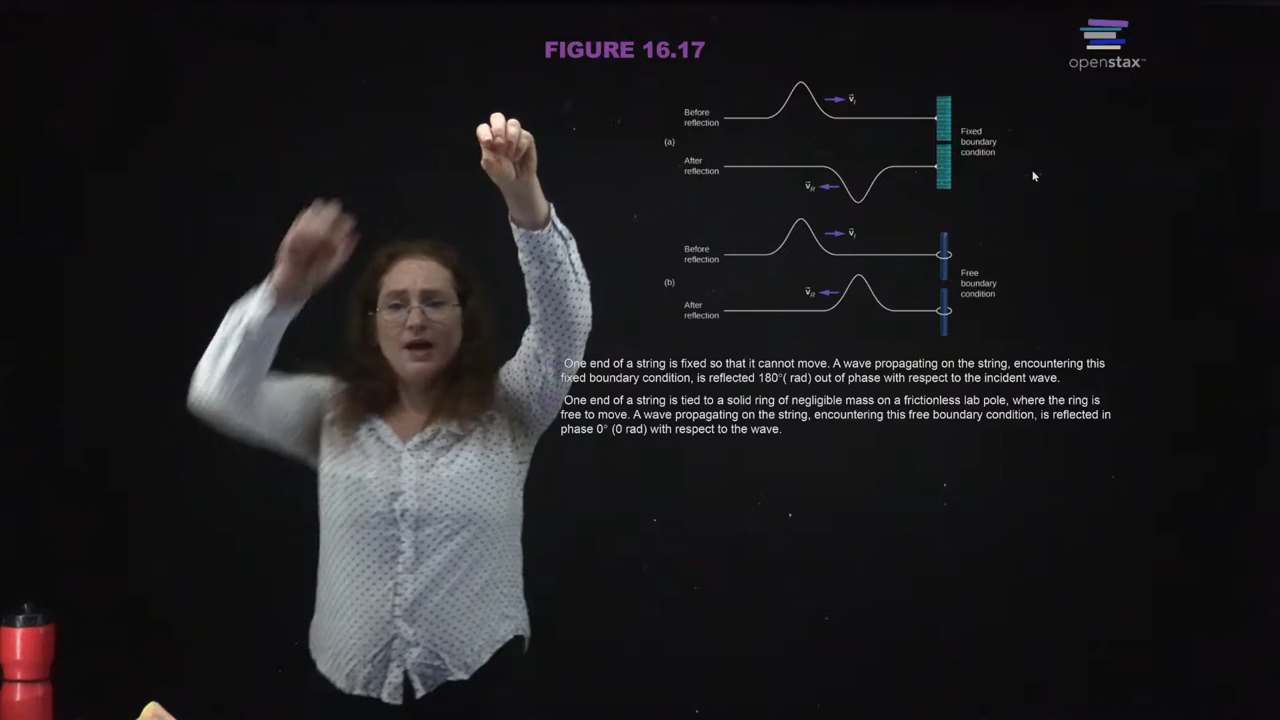 FIGURE 16.17
openstax™
Before
reflection
v⃗I
Fixed
boundary
condition
(a)
After
reflection
v⃗R
Before
reflection
v⃗I
Free
boundary
condition
(b)
After
reflection
v⃗R
One end of a string is fixed so that it cannot move. A wave propagating on the string, encountering this
fixed boundary condition, is reflected 180°( rad) out of phase with respect to the incident wave.
One end of a string is tied to a solid ring of negligible mass on a frictionless lab pole, where the ring is
free to move. A wave propagating on the string, encountering this free boundary condition, is reflected in
phase 0° (0 rad) with respect to the wave.